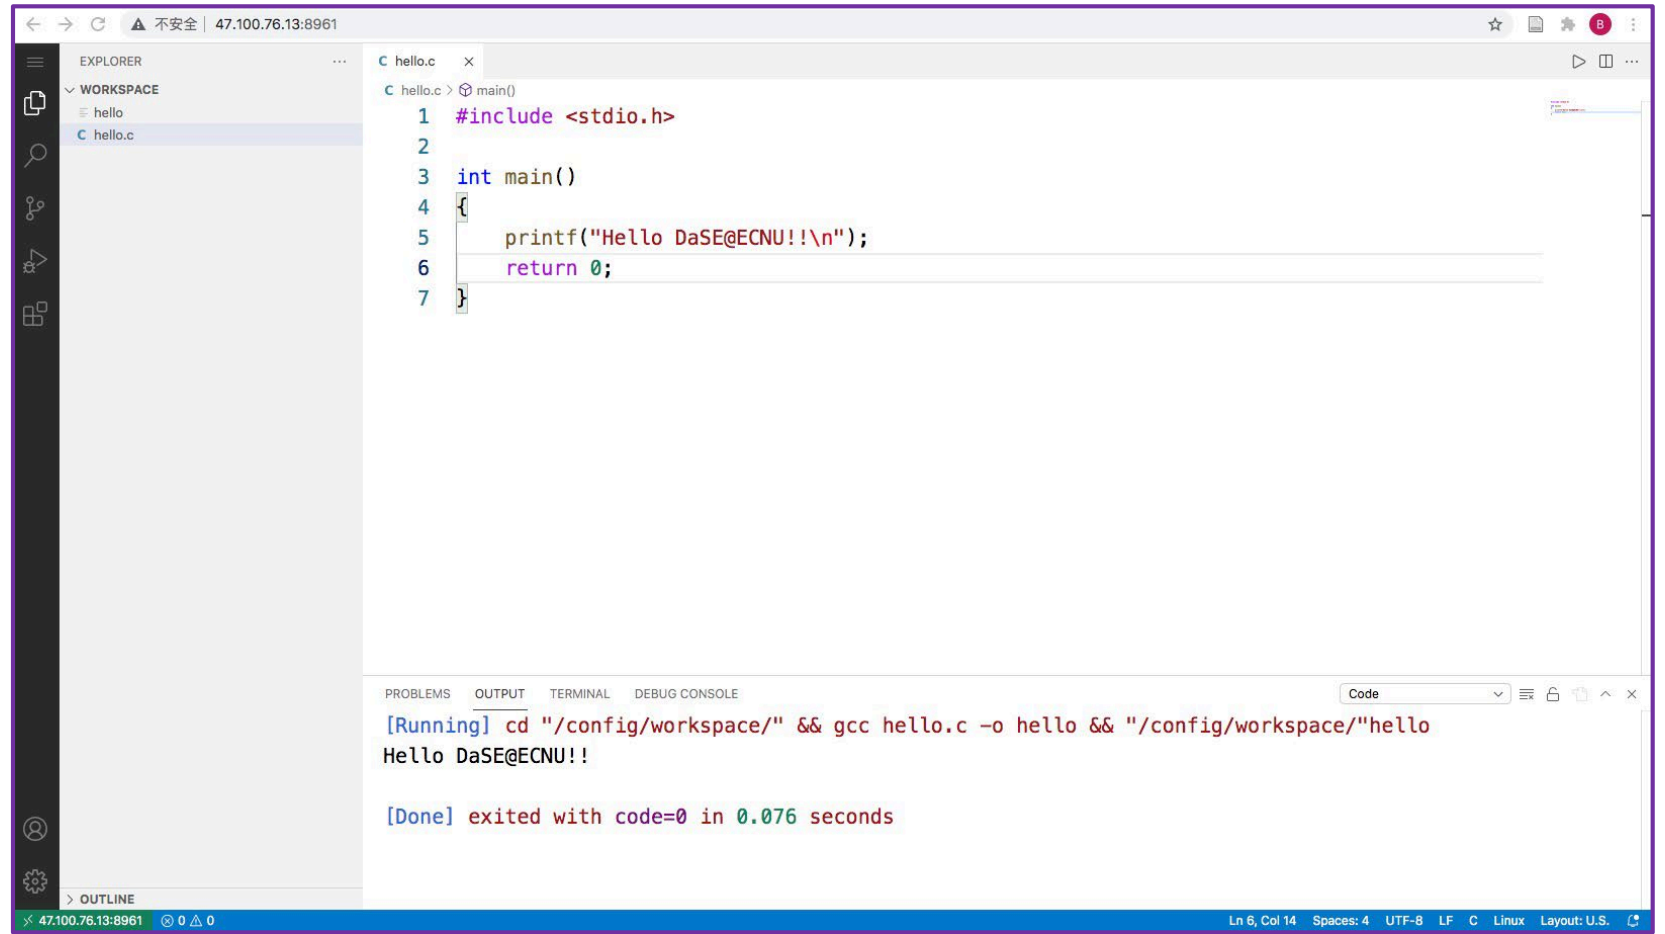 不安全 47.100.76.13:8961 B
EXPLORER
WORKSPACE
hello
C hello.c
C hello.c
C hello.c > main()
1 #include <stdio.h>
2
3 int main()
4 {
5     printf("Hello DaSE@ECNU!!\n");
6     return 0;
7 }
PROBLEMS OUTPUT TERMINAL DEBUG CONSOLE Code
[Running] cd "/config/workspace/" && gcc hello.c -o hello && "/config/workspace/"hello
Hello DaSE@ECNU!!
[Done] exited with code=0 in 0.076 seconds
OUTLINE
47.100.76.13:8961 0 0 Ln 6, Col 14 Spaces: 4 UTF-8 LF C Linux Layout: U.S.